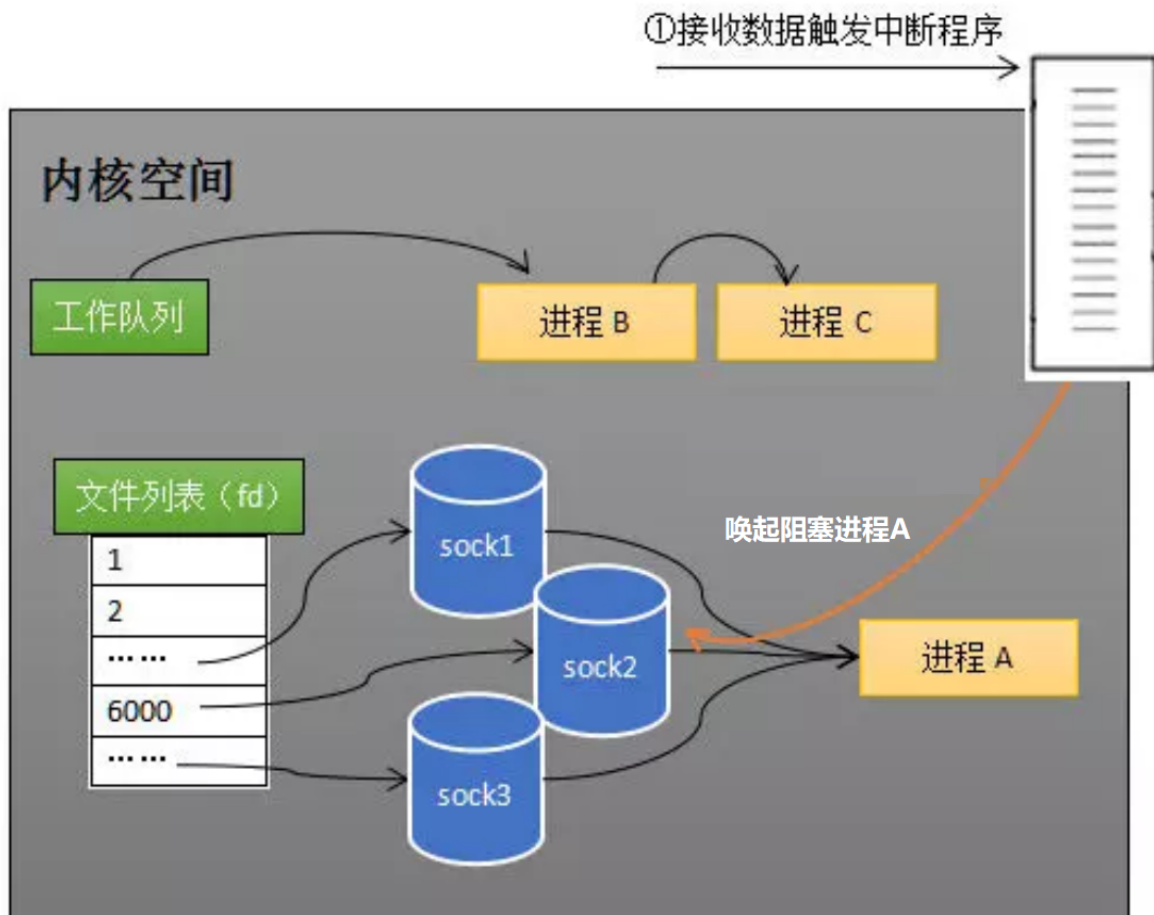 ①接收数据触发中断程序
内核空间
工作队列
进程 B
进程 C
文件列表（fd）
1
2
……
6000
……
sock1
sock2
sock3
唤起阻塞进程A
进程 A